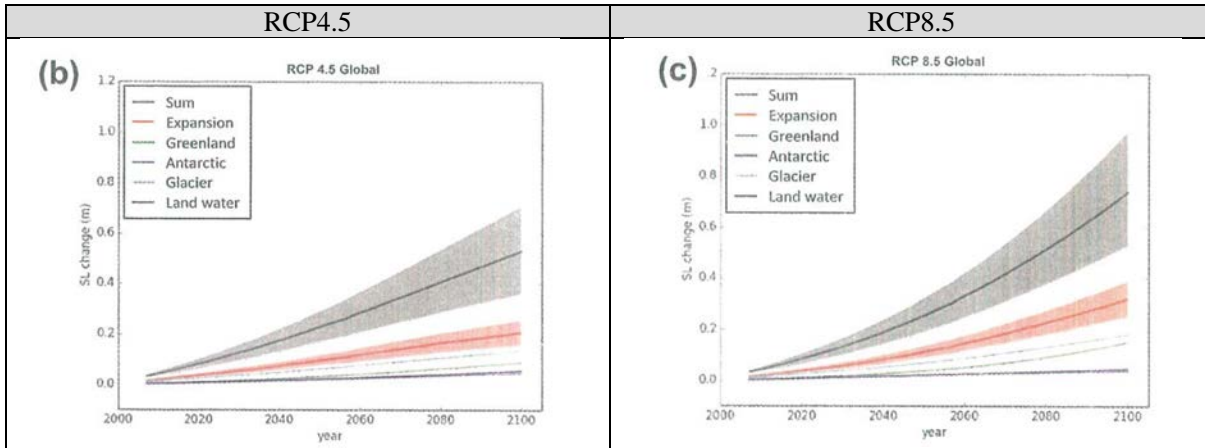 RCP4.5
RCP8.5
(b)
RCP 4.5 Global
1.2
1.0
0.8
0.6
0.4
0.2
0.0
SL change (m)
Sum
Expansion
Greenland
Antarctic
Glacier
Land water
2000
2020
2040
2060
2080
2100
year
(c)
RCP 8.5 Global
2
1.0
0.8
0.6
0.4
0.2
0.0
SL change (m)
Sum
Expansion
Greenland
Antarctic
Glacier
Land water
2000
2020
2040
2060
2080
2100
year